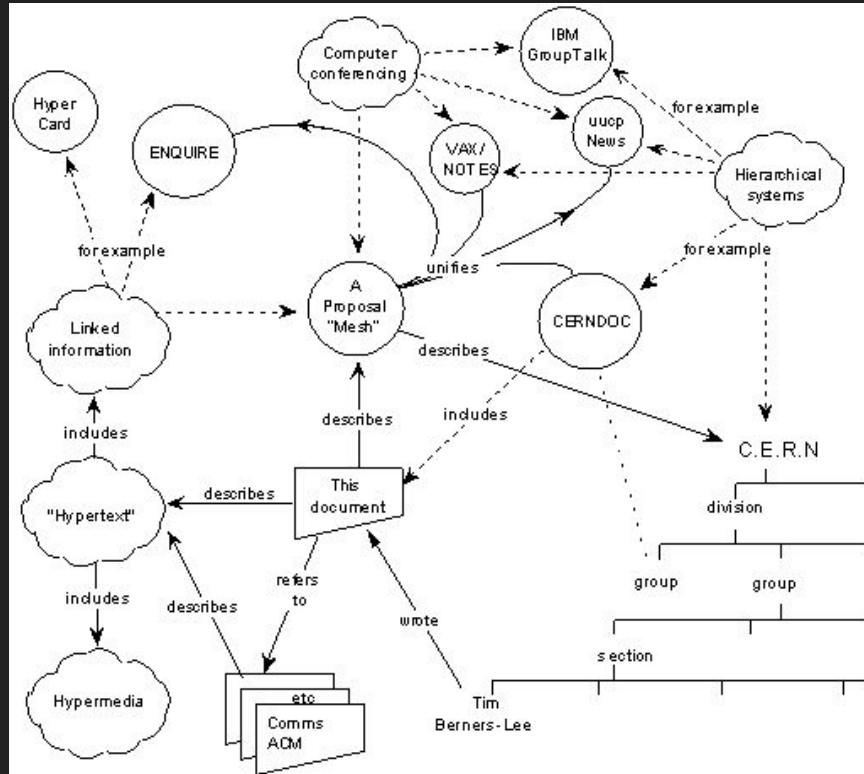 IBM
GroupTalk
Computer
conferencing
Hyper
Card
for example
uucp
News
ENQUIRE
VAX/
NOTES
Hierarchical
systems
for example
for example
unifies
A
Proposal
"Mesh"
CERNDOC
Linked
information
describes
includes
describes
includes
C.E.R.N
This
document
describes
"Hypertext"
division
refers
to
group
group
includes
describes
wrote
section
Hypermedia
etc
Comms
ACM
Tim
Berners-Lee